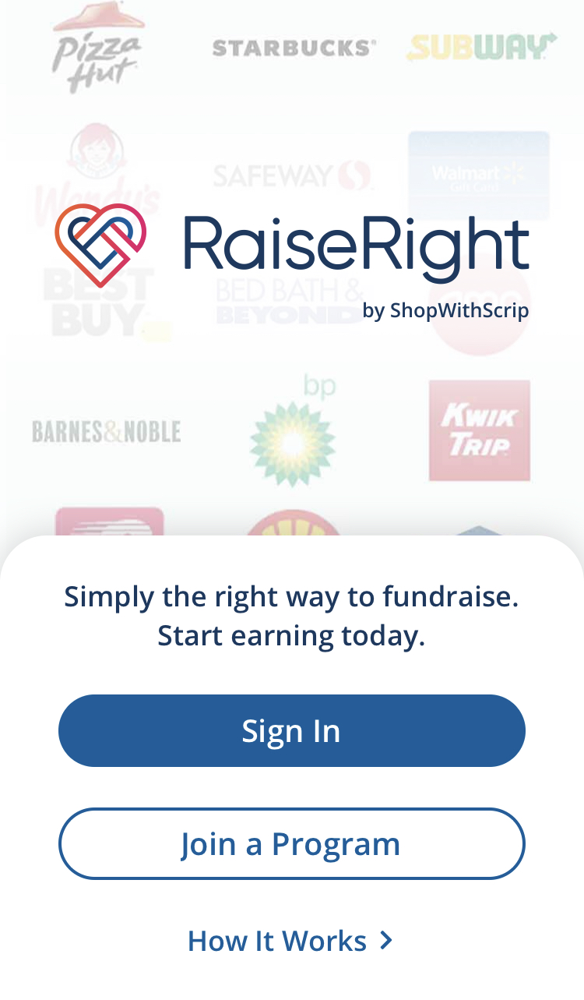 Pizza
Hut
STARBUCKS®
SUBWAY
Wendy's
SAFEWAY
Walmart
Gift Card
RaiseRight
by ShopWithScrip
BEST
BUY
BED BATH &
BEYOND
BARNES&NOBLE
bp
KWIK
TRIP
Simply the right way to fundraise.
Start earning today.
Sign In
Join a Program
How It Works